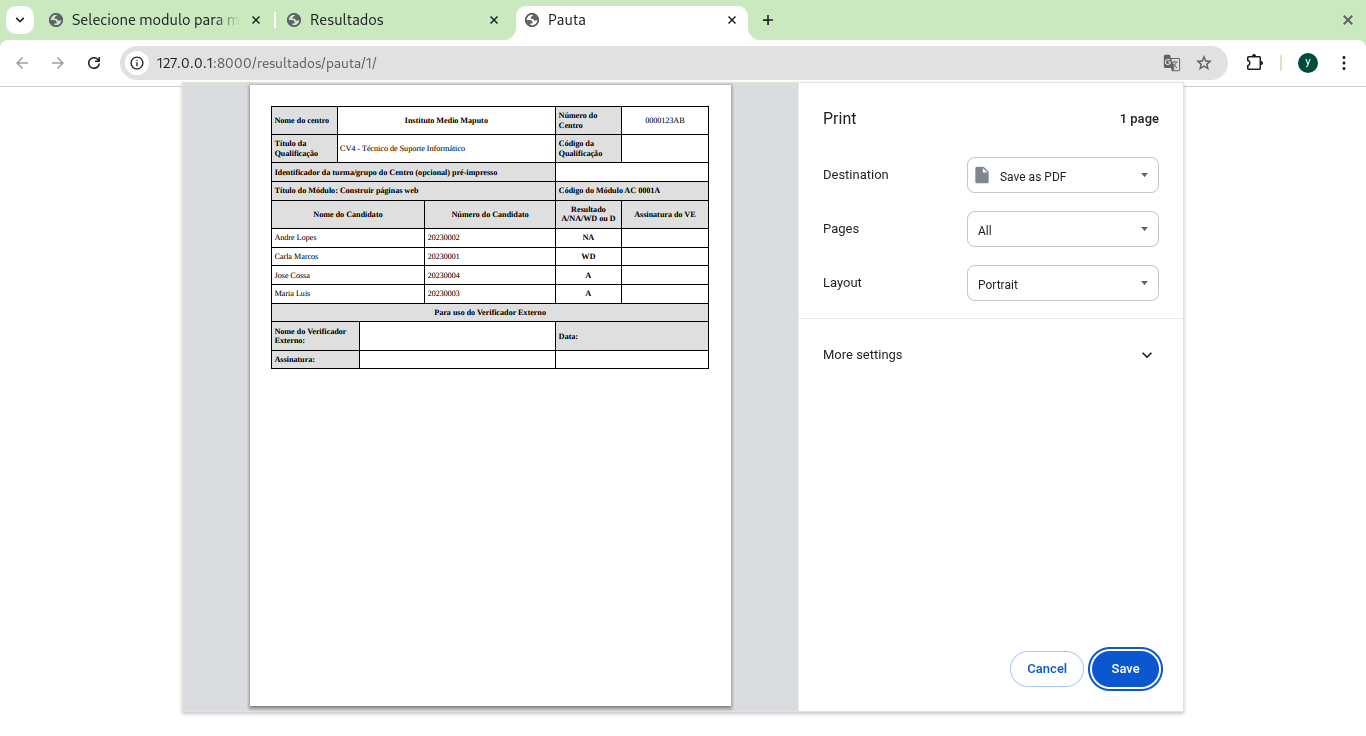 Selecione modulo para m
Resultados
Pauta
127.0.0.1:8000/resultados/pauta/1/
y
Nome do centro
Instituto Medio Maputo
Número do
Centro
0000123AB
Título da
Qualificação
CV4 - Técnico de Suporte Informático
Código da
Qualificação
Identificador da turma/grupo do Centro (opcional) pré-impresso
Título do Módulo: Construir páginas web
Código do Módulo AC 0001A
Nome do Candidato
Número do Candidato
Resultado
A/NA/WD ou D
Assinatura do VE
Andre Lopes
20230002
NA
Carla Marcos
20230001
WD
Jose Cossa
20230004
A
Maria Luis
20230003
A
Para uso do Verificador Externo
Nome do Verificador
Externo:
Data:
Assinatura:
Print
1 page
Destination
Save as PDF
Pages
All
Layout
Portrait
More settings
Cancel
Save